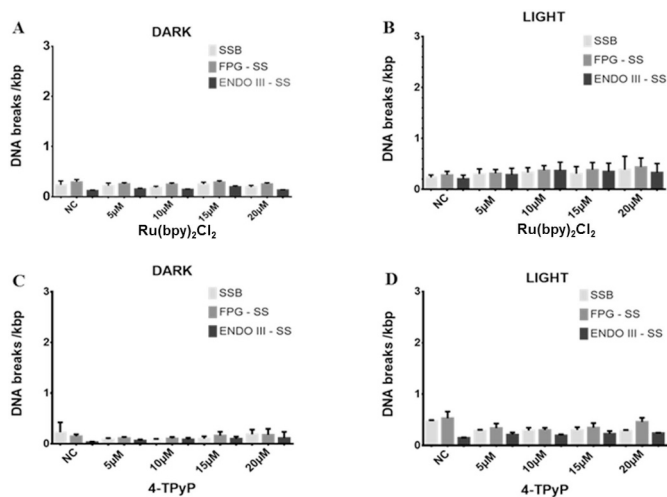 A
DARK
SSB
FPG - SS
ENDO III - SS
DNA breaks /kbp
3
2
1
0
NC
5µM
10µM
15µM
20µM
Ru(bpy)₂Cl₂
B
LIGHT
SSB
FPG - SS
ENDO III - SS
DNA breaks /kbp
3
2
1
0
NC
5µM
10µM
15µM
20µM
Ru(bpy)₂Cl₂
C
DARK
SSB
FPG - SS
ENDO III - SS
DNA breaks /kbp
3
2
1
0
NC
5µM
10µM
15µM
20µM
4-TPyP
D
LIGHT
SSB
FPG - SS
ENDO III - SS
DNA breaks /kbp
3
2
1
0
NC
5µM
10µM
15µM
20µM
4-TPyP